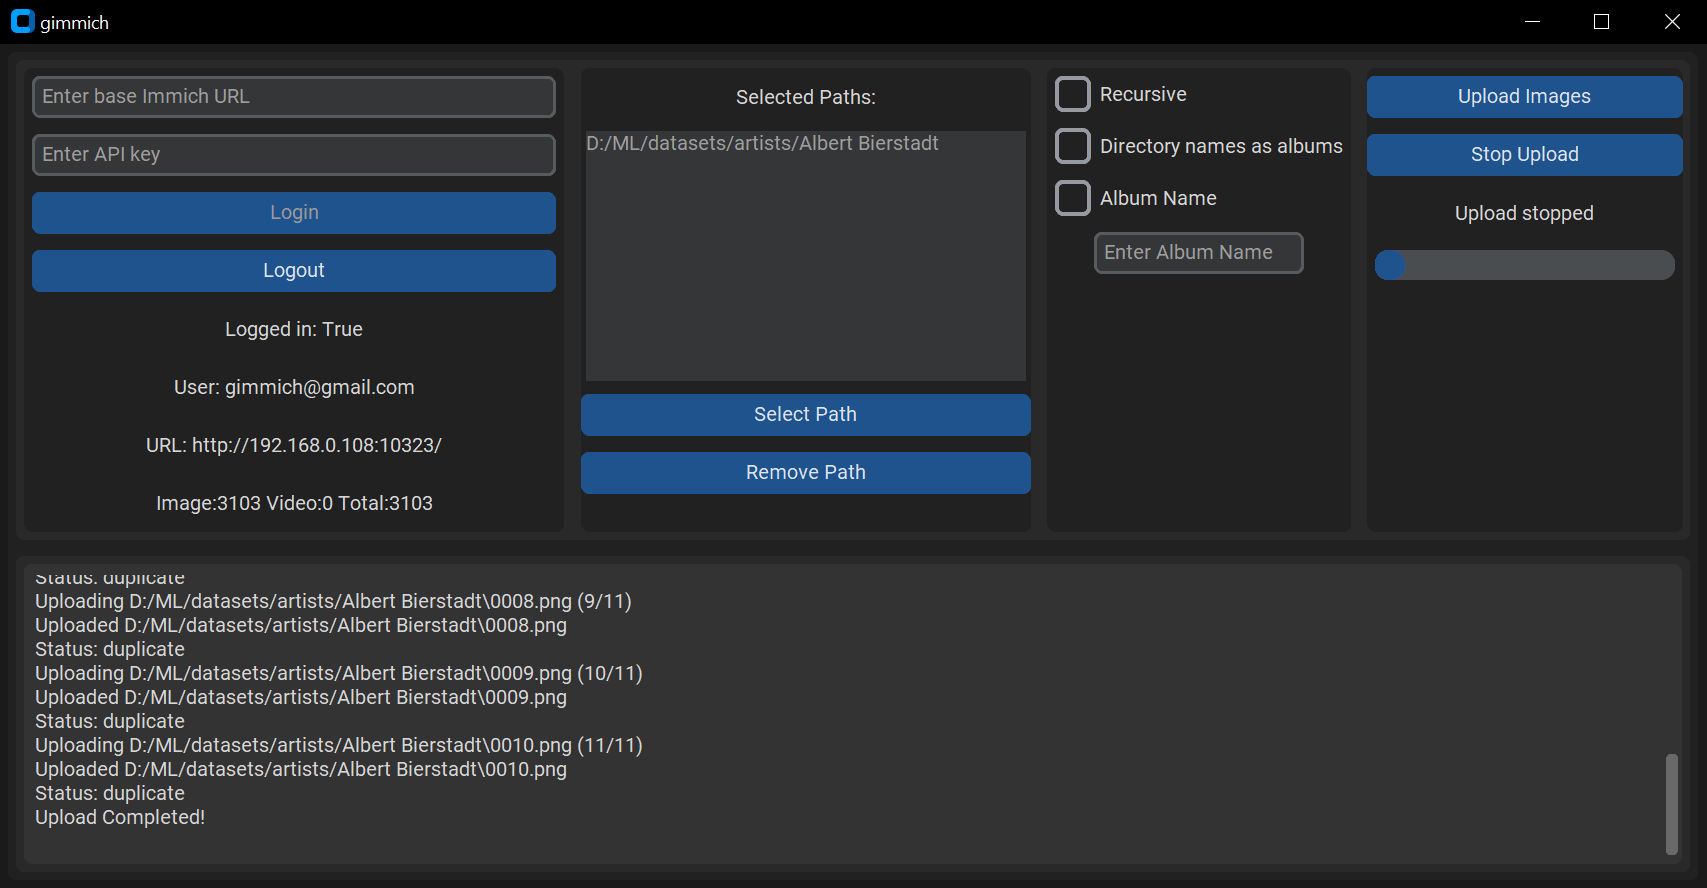 gimmich
Enter base Immich URL
Enter API key
Login
Logout
Logged in: True
User: gimmich@gmail.com
URL: http://192.168.0.108:10323/
Image:3103 Video:0 Total:3103
Selected Paths:
D:/ML/datasets/artists/Albert Bierstadt
Select Path
Remove Path
Recursive
Directory names as albums
Album Name
Enter Album Name
Upload Images
Stop Upload
Upload stopped
Status: duplicate
Uploading D:/ML/datasets/artists/Albert Bierstadt\0008.png (9/11)
Uploaded D:/ML/datasets/artists/Albert Bierstadt\0008.png
Status: duplicate
Uploading D:/ML/datasets/artists/Albert Bierstadt\0009.png (10/11)
Uploaded D:/ML/datasets/artists/Albert Bierstadt\0009.png
Status: duplicate
Uploading D:/ML/datasets/artists/Albert Bierstadt\0010.png (11/11)
Uploaded D:/ML/datasets/artists/Albert Bierstadt\0010.png
Status: duplicate
Upload Completed!